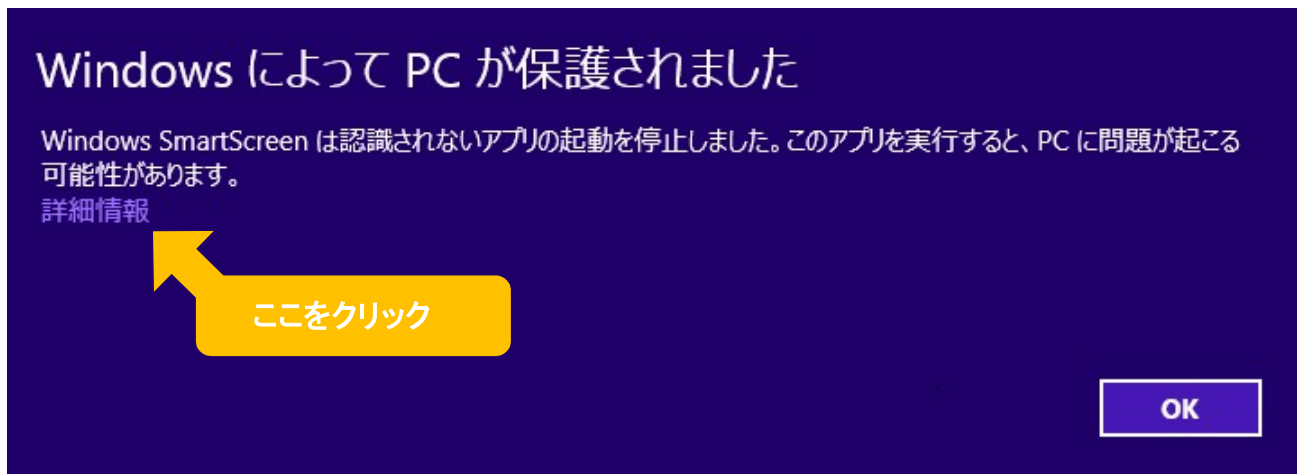 Windows によって PC が保護されました
Windows SmartScreen は認識されないアプリの起動を停止しました。このアプリを実行すると、PC に問題が起こる
可能性があります。
詳細情報
ここをクリック
OK